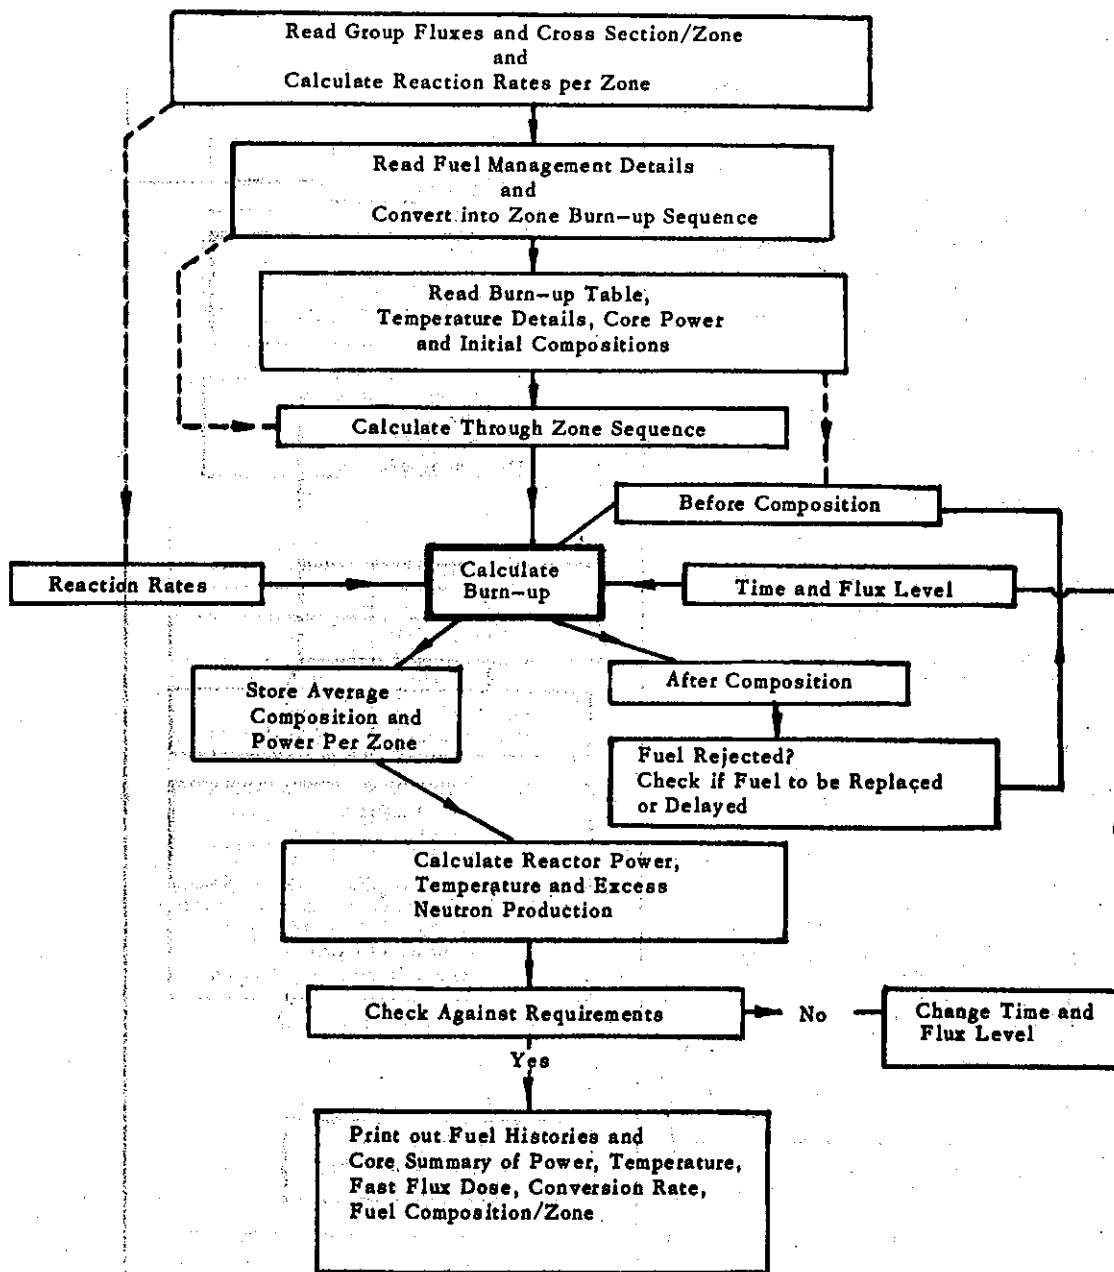 Read Group Fluxes and Cross Section/Zone
and
Calculate Reaction Rates per Zone
Read Fuel Management Details
and
Convert into Zone Burn-up Sequence
Read Burn-up Table,
Temperature Details, Core Power
and Initial Compositions
Calculate Through Zone Sequence
Before Composition
Reaction Rates
Calculate
Burn-up
Time and Flux Level
Store Average
Composition and
Power Per Zone
After Composition
Fuel Rejected?
Check if Fuel to be Replaced
or Delayed
Calculate Reactor Power,
Temperature and Excess
Neutron Production
Check Against Requirements
No
Change Time and
Flux Level
Yes
Print out Fuel Histories and
Core Summary of Power, Temperature,
Fast Flux Dose, Conversion Rate,
Fuel Composition/Zone